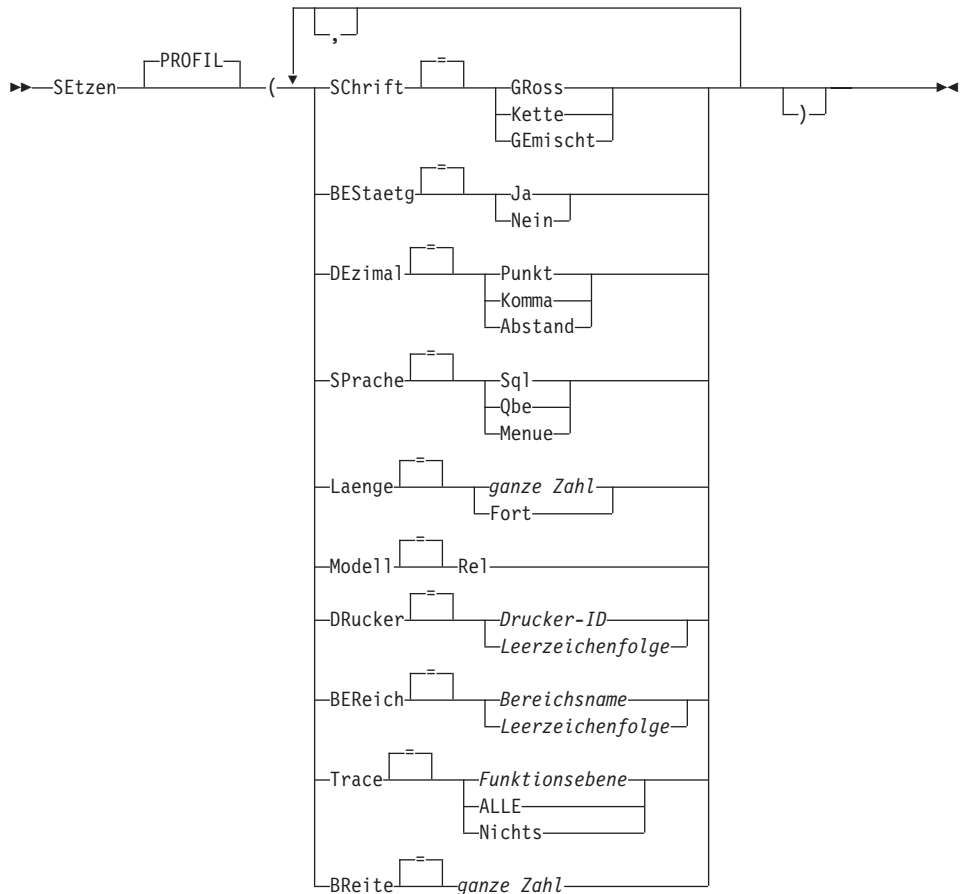 ,
PROFIL
SEtzen ( SChrift = GRoss )
Kette
GEmischt
BEStaetg = Ja
Nein
DEzimal = Punkt
Komma
Abstand
SPrache = Sql
Qbe
Menue
Laenge = ganze Zahl
Fort
Modell = Rel
DRucker = Drucker-ID
Leerzeichenfolge
BEReich = Bereichsname
Leerzeichenfolge
Trace = Funktionsebene
ALLE
Nichts
BReite = ganze Zahl